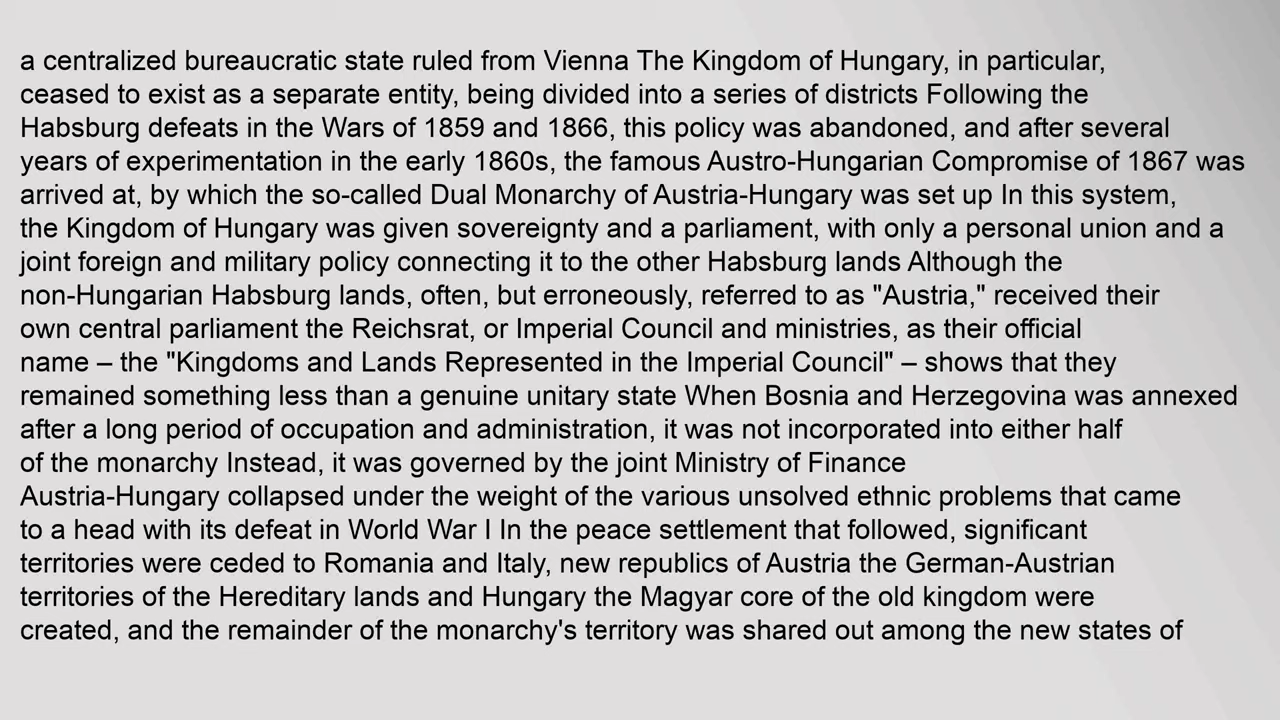 a centralized bureaucratic state ruled from Vienna The Kingdom of Hungary, in particular,
ceased to exist as a separate entity, being divided into a series of districts Following the
Habsburg defeats in the Wars of 1859 and 1866, this policy was abandoned, and after several
years of experimentation in the early 1860s, the famous Austro-Hungarian Compromise of 1867 was
arrived at, by which the so-called Dual Monarchy of Austria-Hungary was set up In this system,
the Kingdom of Hungary was given sovereignty and a parliament, with only a personal union and a
joint foreign and military policy connecting it to the other Habsburg lands Although the
non-Hungarian Habsburg lands, often, but erroneously, referred to as "Austria," received their
own central parliament the Reichsrat, or Imperial Council and ministries, as their official
name – the "Kingdoms and Lands Represented in the Imperial Council" – shows that they
remained something less than a genuine unitary state When Bosnia and Herzegovina was annexed
after a long period of occupation and administration, it was not incorporated into either half
of the monarchy Instead, it was governed by the joint Ministry of Finance
Austria-Hungary collapsed under the weight of the various unsolved ethnic problems that came
to a head with its defeat in World War I In the peace settlement that followed, significant
territories were ceded to Romania and Italy, new republics of Austria the German-Austrian
territories of the Hereditary lands and Hungary the Magyar core of the old kingdom were
created, and the remainder of the monarchy's territory was shared out among the new states of